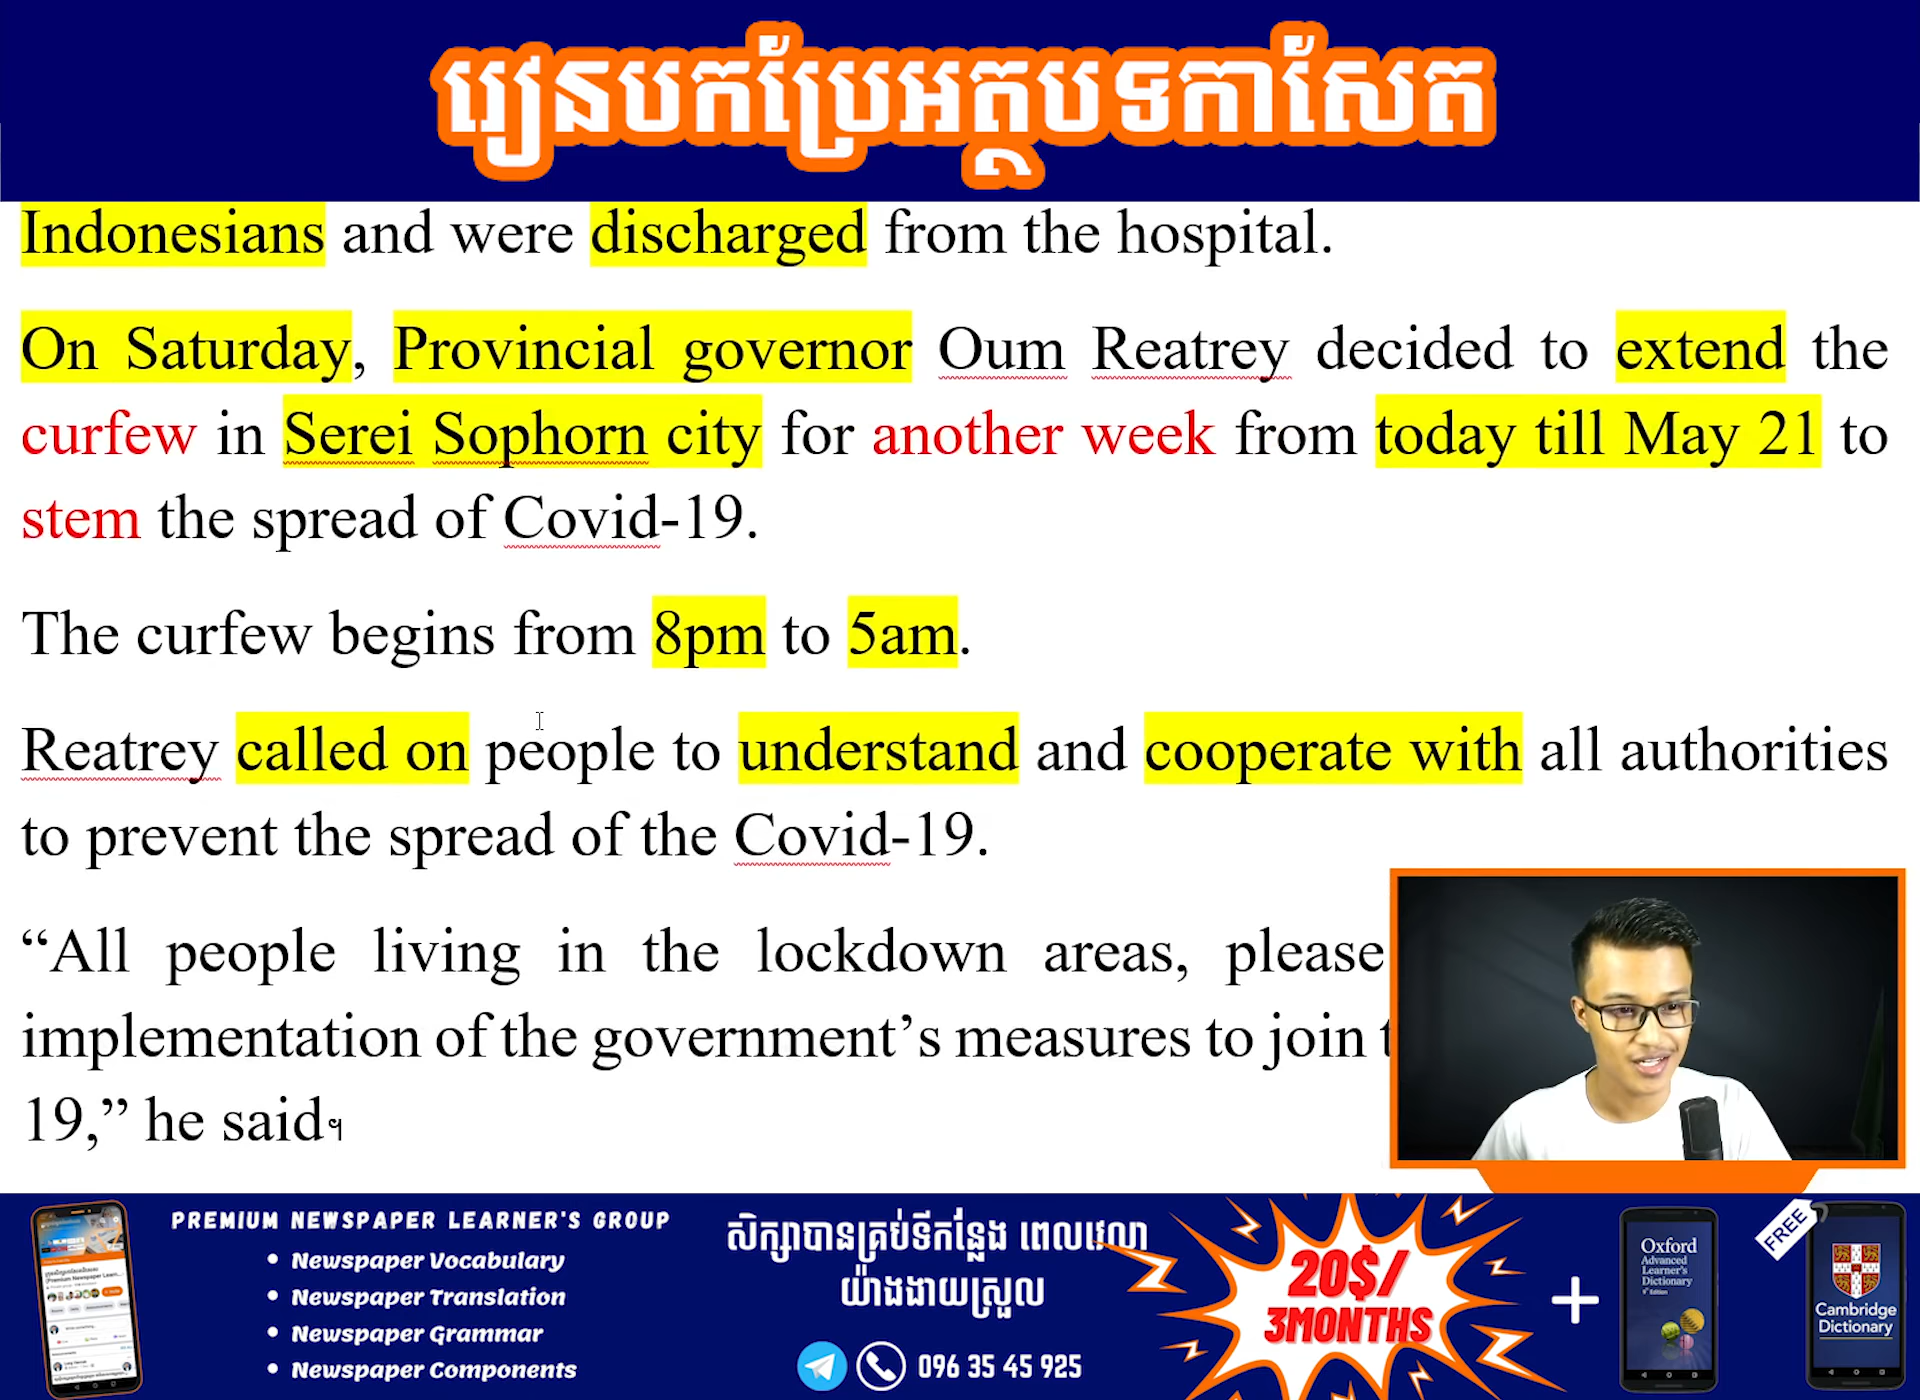 រៀនបកប្រែអត្ថបទកាសែត
Indonesians and were discharged from the hospital.
On Saturday, Provincial governor Oum Reatrey decided to extend the
curfew in Serei Sophorn city for another week from today till May 21 to
stem the spread of Covid-19.
The curfew begins from 8pm to 5am.
Reatrey called on people to understand and cooperate with all authorities
to prevent the spread of the Covid-19.
“All people living in the lockdown areas, please
implementation of the government’s measures to join
19,” he said។
PREMIUM NEWSPAPER LEARNER'S GROUP
• Newspaper Vocabulary
• Newspaper Translation
• Newspaper Grammar
• Newspaper Components
សិក្សាបានគ្រប់ទីកន្លែង ពេលវេលា
យ៉ាងងាយស្រួល
096 35 45 925
20$/
3MONTHS
+
Oxford
Advanced
Learner's
Dictionary
9th Edition
FREE
Cambridge
Dictionary